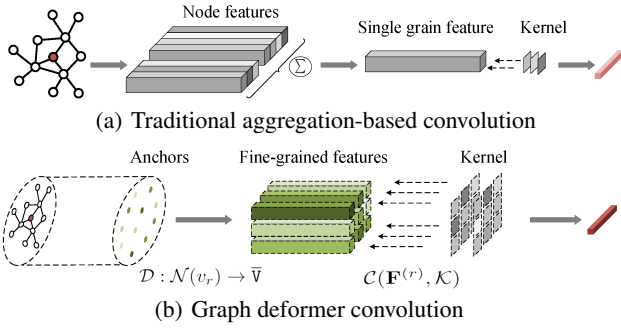 Node features
Single grain feature
Kernel
Σ
(a) Traditional aggregation-based convolution
Anchors
Fine-grained features
Kernel
𝒟 : 𝒩(v_r) → V̅
𝒞(𝐅^(r), 𝒦)
(b) Graph deformer convolution